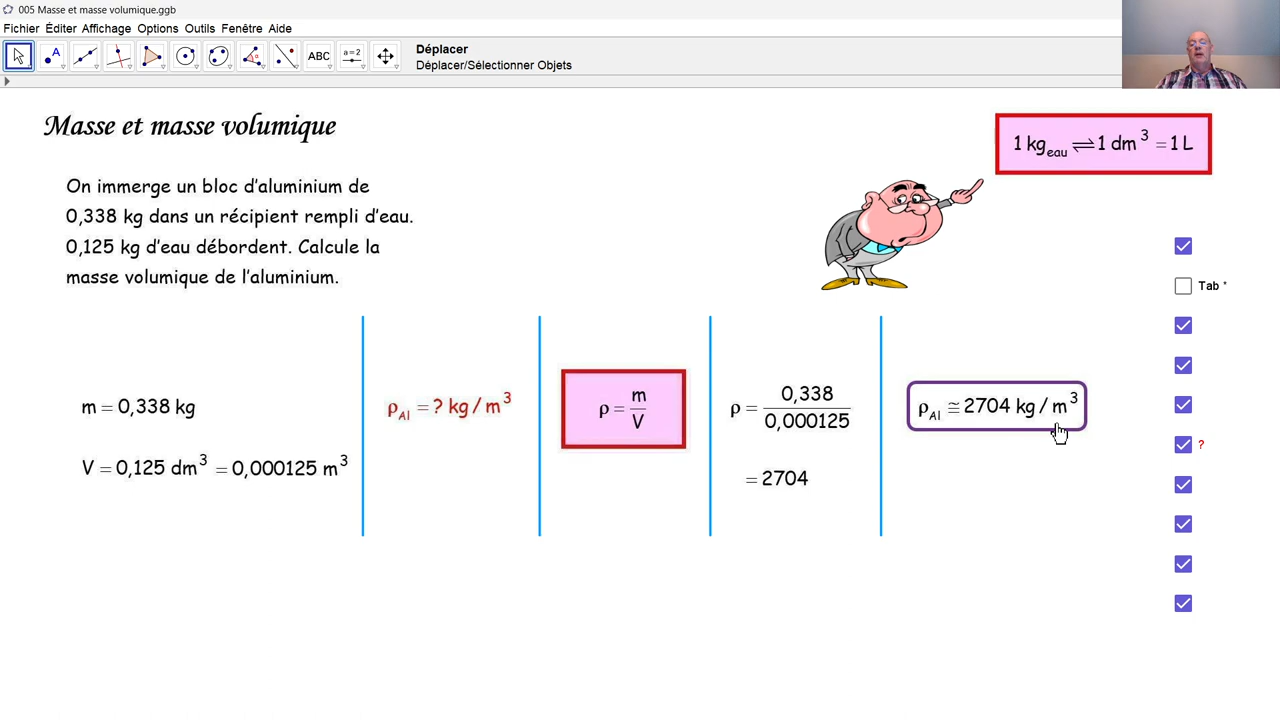 005 Masse et masse volumique.ggb
Fichier Éditer Affichage Options Outils Fenêtre Aide
A
ABC
a=2
Déplacer
Déplacer/Sélectionner Objets
Masse et masse volumique
1 kg eau ⇌ 1 dm³ = 1 L
On immerge un bloc d'aluminium de
0,338 kg dans un récipient rempli d'eau.
0,125 kg d'eau débordent. Calcule la
masse volumique de l'aluminium.
Tab *
?
m = 0,338 kg
V = 0,125 dm³ = 0,000125 m³
ρ Al = ? kg / m³
ρ = m / V
ρ = 0,338 / 0,000125
= 2704
ρ Al ≅ 2704 kg / m³